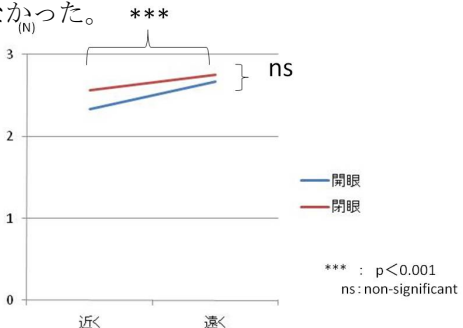 なかった。
(N)
***
ns
3
2
1
0
開眼
閉眼
近く
遠く
*** : p<0.001
ns：non-significant